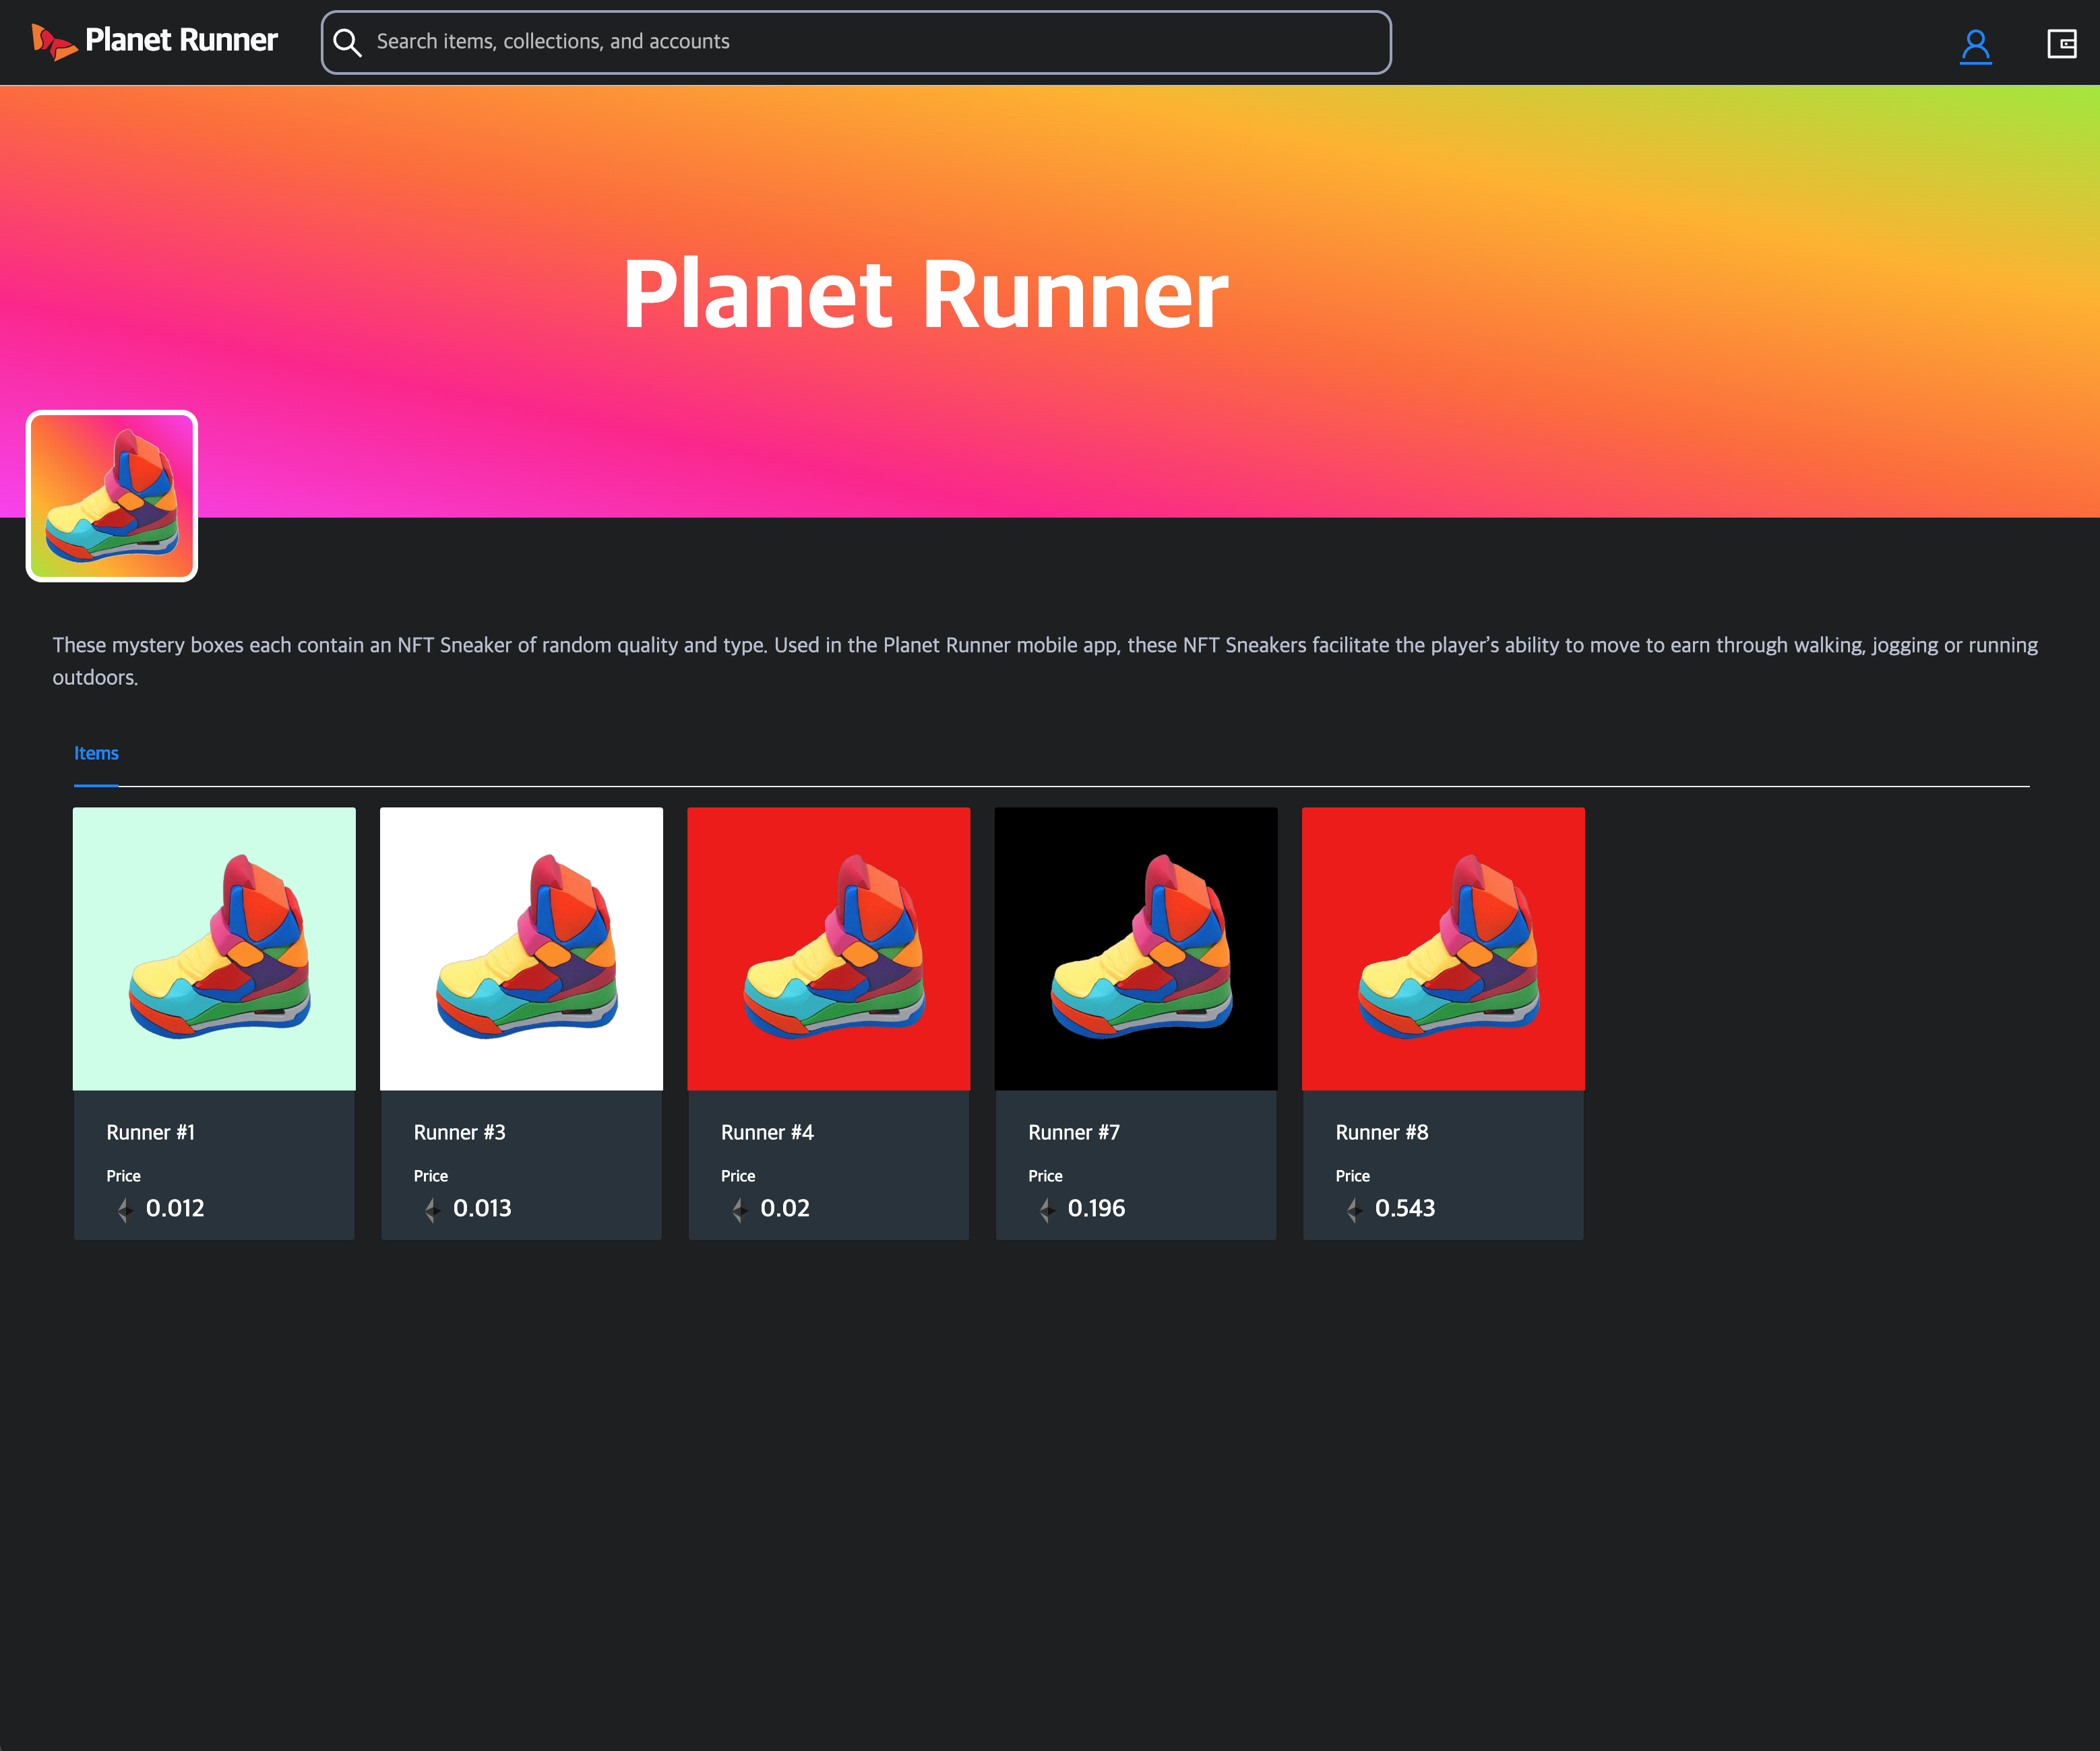 Planet Runner
Search items, collections, and accounts
Planet Runner
These mystery boxes each contain an NFT Sneaker of random quality and type. Used in the Planet Runner mobile app, these NFT Sneakers facilitate the player’s ability to move to earn through walking, jogging or running
outdoors.
Items
Runner #1
Price
0.012
Runner #3
Price
0.013
Runner #4
Price
0.02
Runner #7
Price
0.196
Runner #8
Price
0.543